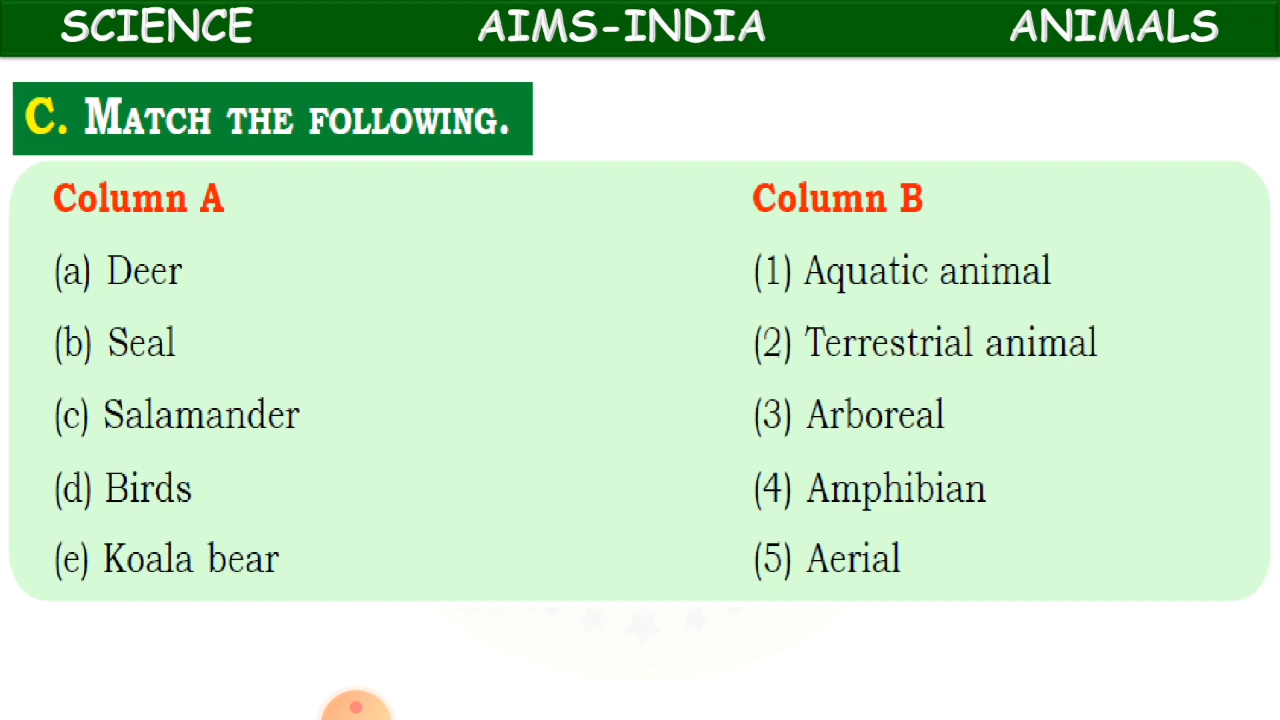 SCIENCE AIMS-INDIA ANIMALS
C. MATCH THE FOLLOWING.
Column A Column B
(a) Deer (1) Aquatic animal
(b) Seal (2) Terrestrial animal
(c) Salamander (3) Arboreal
(d) Birds (4) Amphibian
(e) Koala bear (5) Aerial